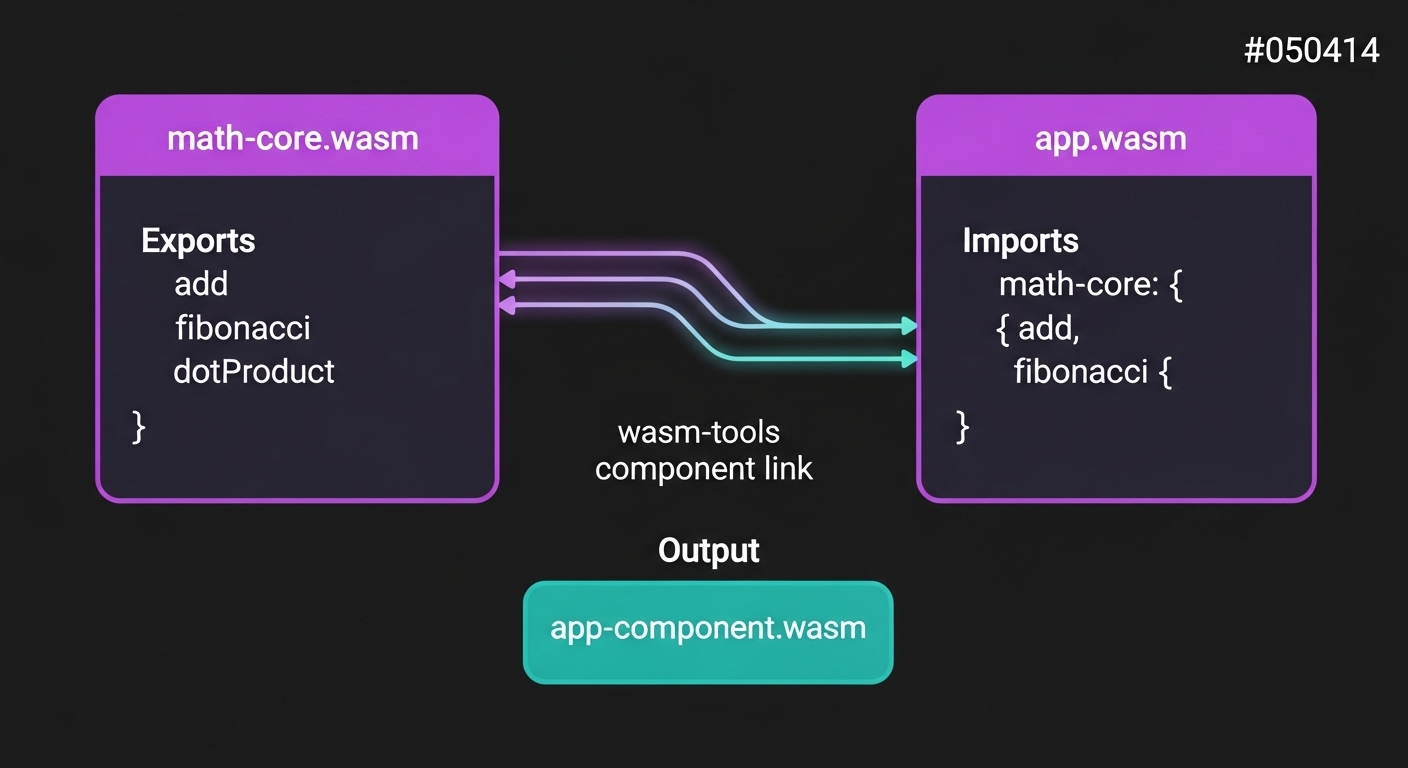 #050414
math-core.wasm
Exports
add
fibonacci
dotProduct
}
app.wasm
Imports
math-core: {
{ add,
fibonacci {
}
wasm-tools
component link
Output
app-component.wasm